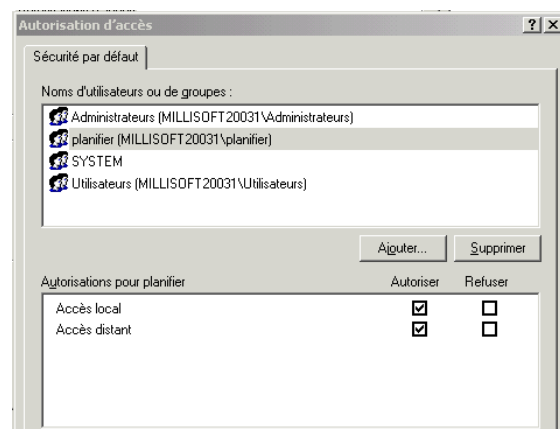 Autorisation d'accès
Sécurité par défaut
Noms d'utilisateurs ou de groupes :
Administrateurs (MILLISOFT20031\Administrateurs)
planifier (MILLISOFT20031\planifier)
SYSTEM
Utilisateurs (MILLISOFT20031\Utilisateurs)
Ajouter... Supprimer
Autorisations pour planifier Autoriser Refuser
Accès local
Accès distant